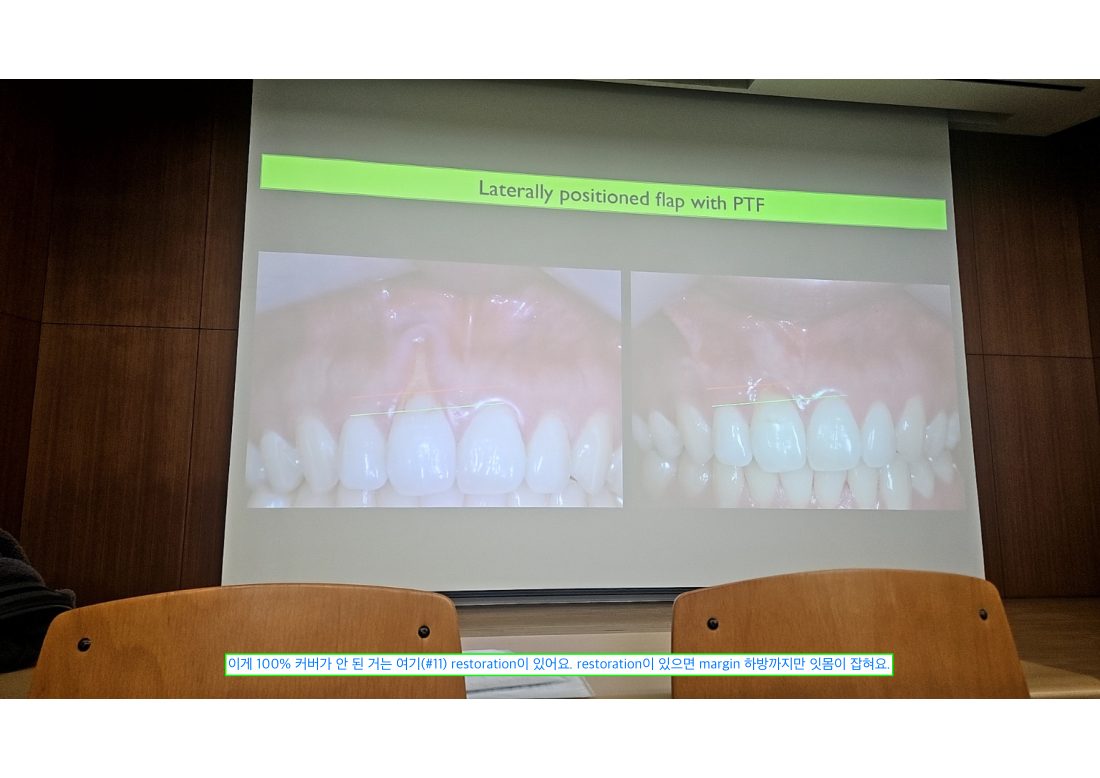 Laterally positioned flap with PTF
이게 100% 커버가 안 된 거는 여기(#11) restoration이 있어요. restoration이 있으면 margin 하방까지만 잇몸이 잡혀요.